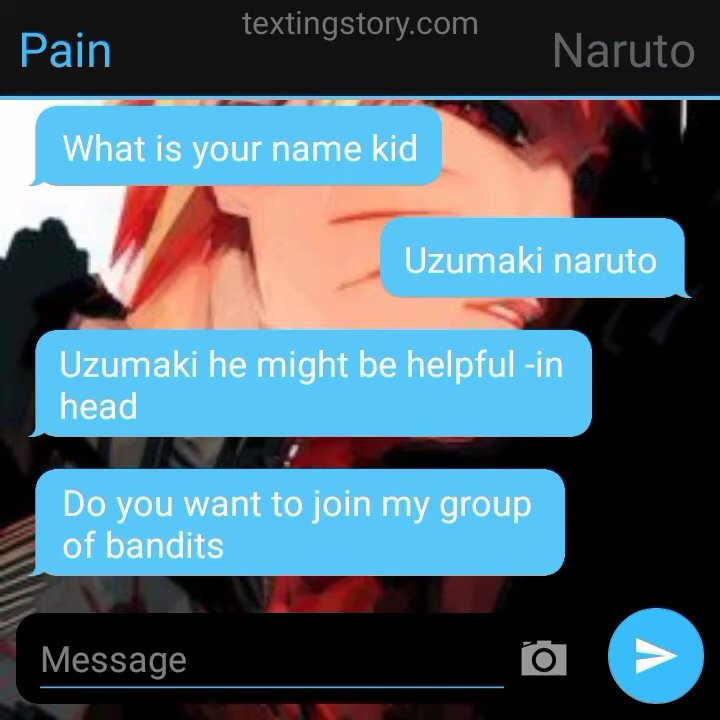 textingstory.com
Pain
Naruto
What is your name kid
Uzumaki naruto
Uzumaki he might be helpful -in
head
Do you want to join my group
of bandits
Message